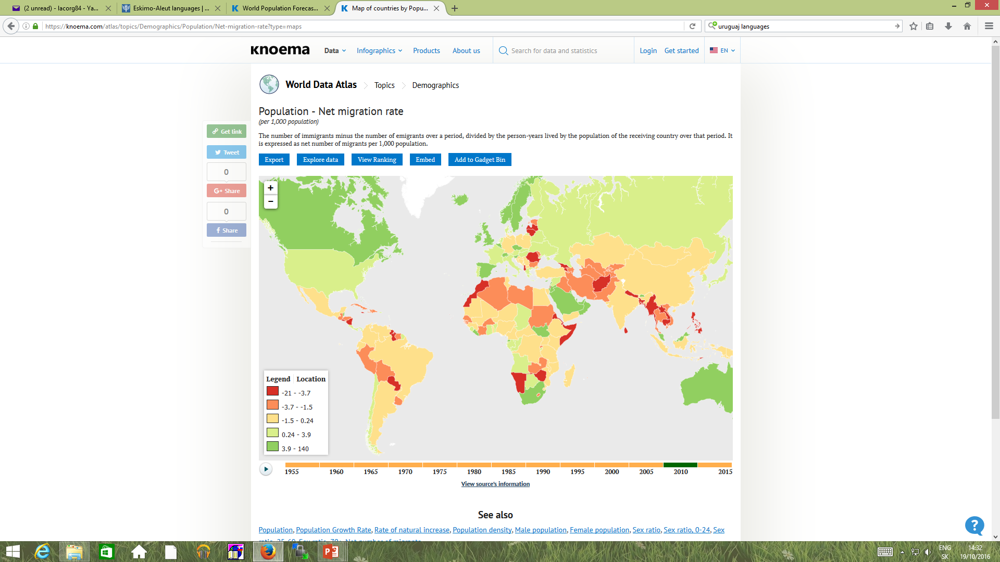 (2 unread) - lacorg84 - Ya...
Eskimo-Aleut languages | ...
World Population Forecas...
Map of countries by Popu...
https://knoema.com/atlas/topics/Demographics/Population/Net-migration-rate?type=maps
uruguaj languages
knoema
Data
Infographics
Products
About us
Search for data and statistics
Login
Get started
EN
World Data Atlas
Topics
Demographics
Population - Net migration rate
(per 1,000 population)
The number of immigrants minus the number of emigrants over a period, divided by the person-years lived by the population of the receiving country over that period. It
is expressed as net number of migrants per 1,000 population.
Export
Explore data
View Ranking
Embed
Add to Gadget Bin
Get link
Tweet
0
G+ Share
0
f Share
+
−
Legend Location
-21 - -3.7
-3.7 - -1.5
-1.5 - 0.24
0.24 - 3.9
3.9 - 140
1955 1960 1965 1970 1975 1980 1985 1990 1995 2000 2005 2010 2015
View source's information
See also
Population, Population Growth Rate, Rate of natural increase, Population density, Male population, Female population, Sex ratio, Sex ratio, 0-24, Sex
ENG
SK
14:32
19/10/2016